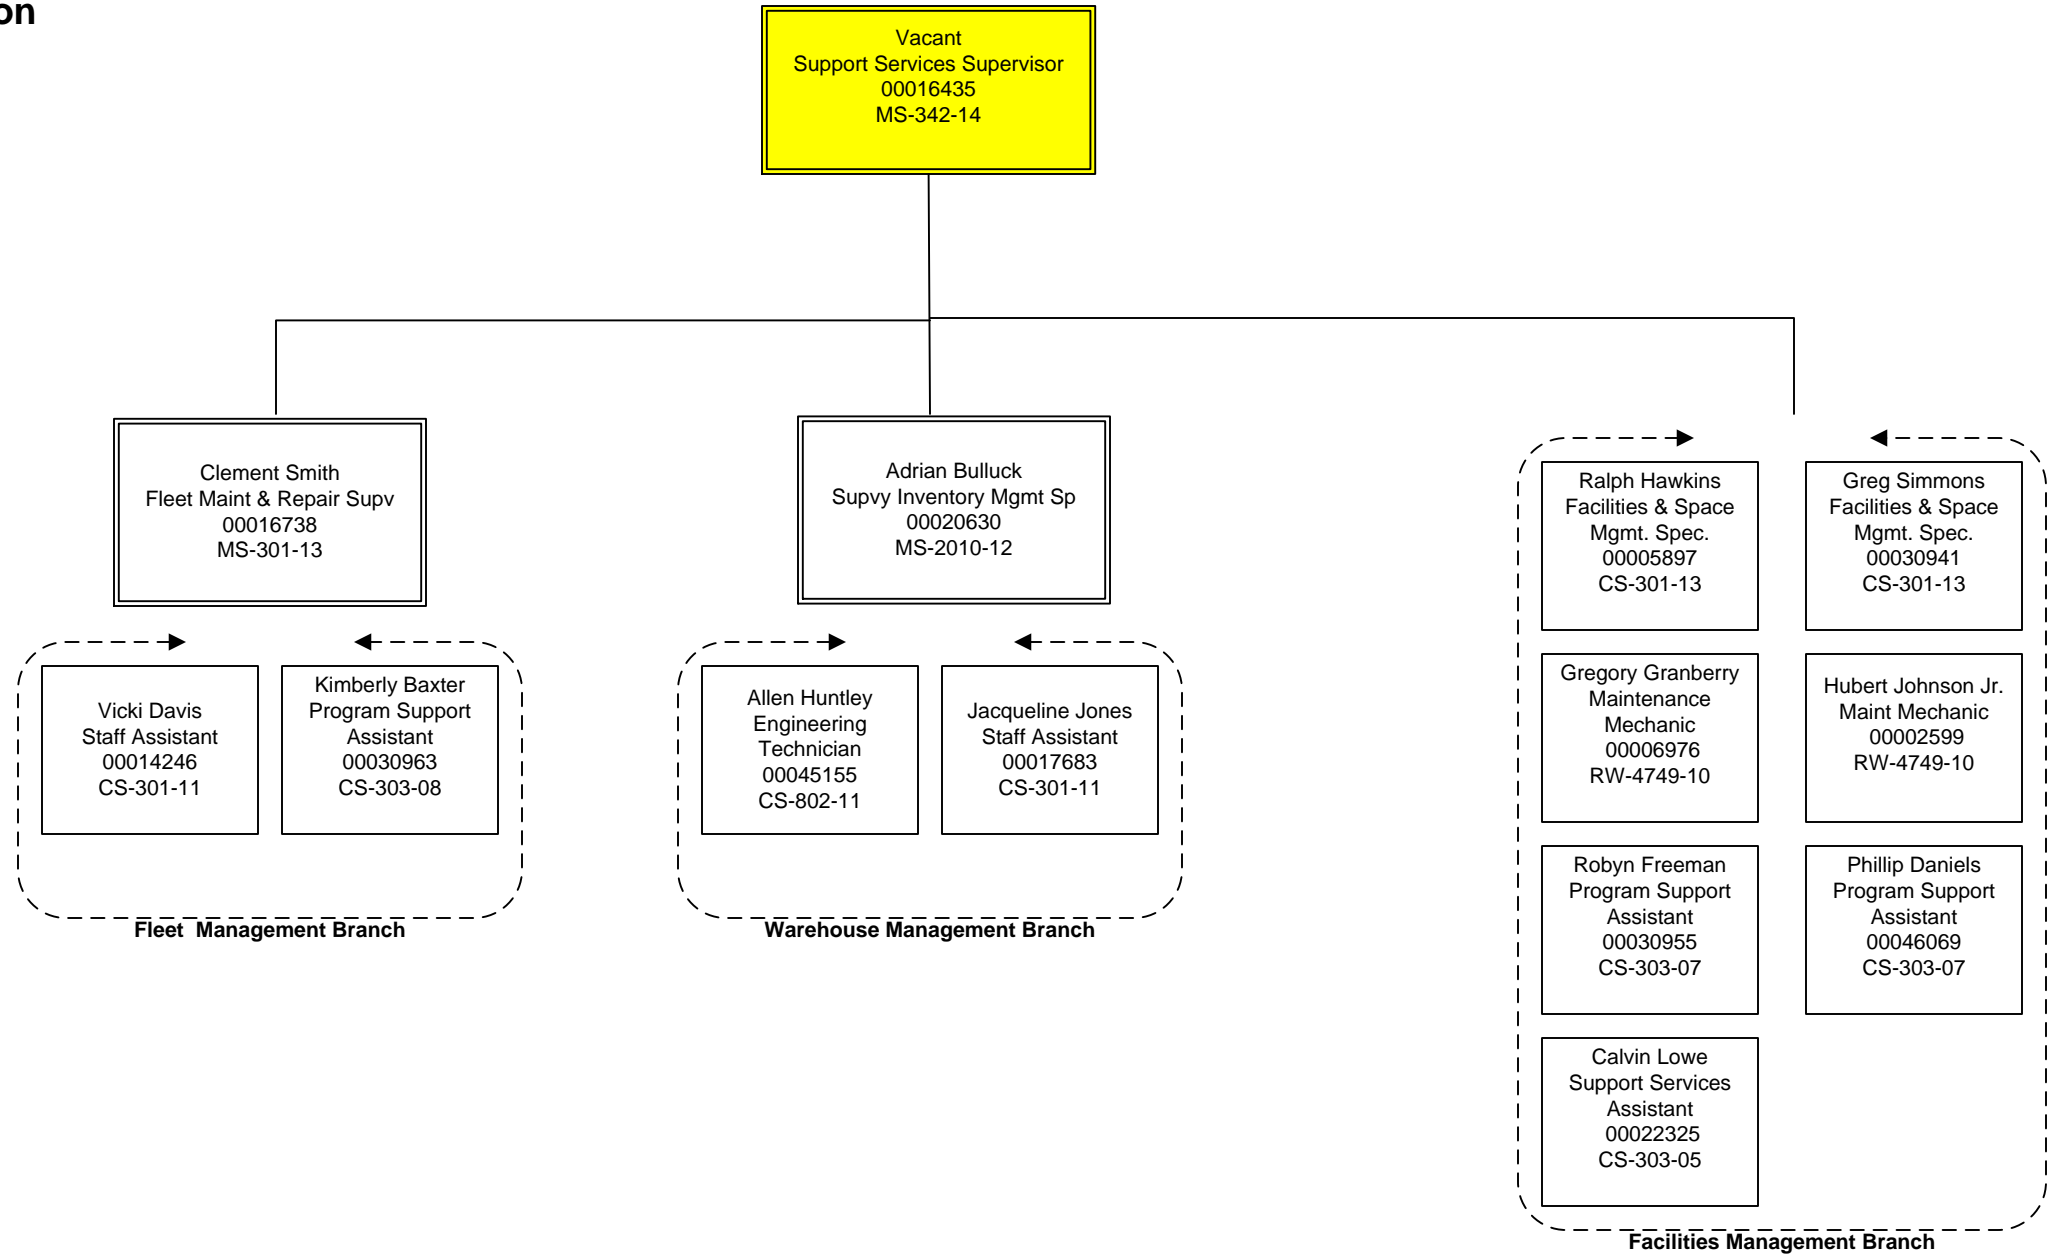 on
Vacant
Support Services Supervisor
00016435
MS-342-14
Clement Smith
Fleet Maint & Repair Supv
00016738
MS-301-13
Adrian Bulluck
Supvy Inventory Mgmt Sp
00020630
MS-2010-12
Vicki Davis
Staff Assistant
00014246
CS-301-11
Kimberly Baxter
Program Support
Assistant
00030963
CS-303-08
Fleet  Management Branch
Allen Huntley
Engineering
Technician
00045155
CS-802-11
Jacqueline Jones
Staff Assistant
00017683
CS-301-11
Warehouse Management Branch
Ralph Hawkins
Facilities & Space
Mgmt. Spec.
00005897
CS-301-13
Greg Simmons
Facilities & Space
Mgmt. Spec.
00030941
CS-301-13
Gregory Granberry
Maintenance
Mechanic
00006976
RW-4749-10
Hubert Johnson Jr.
Maint Mechanic
00002599
RW-4749-10
Robyn Freeman
Program Support
Assistant
00030955
CS-303-07
Phillip Daniels
Program Support
Assistant
00046069
CS-303-07
Calvin Lowe
Support Services
Assistant
00022325
CS-303-05
Facilities Management Branch